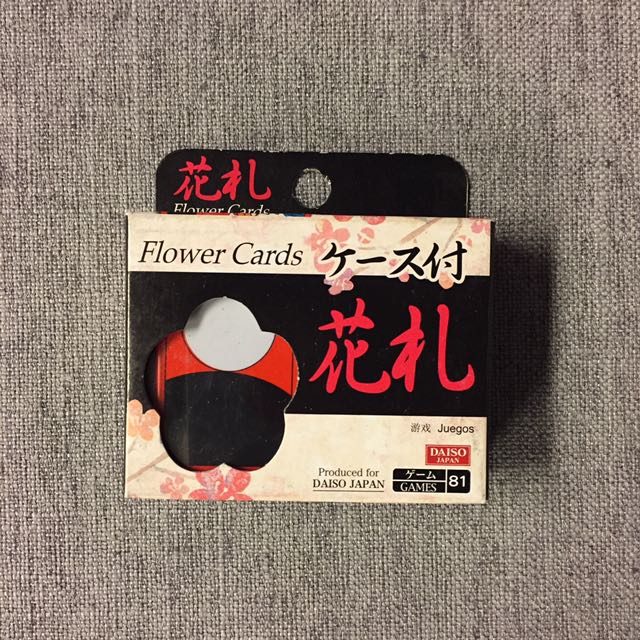 花札
Flower Cards
Flower Cards ケース付
花札
游戏 Juegos
DAISO
JAPAN
Produced for
DAISO JAPAN
ゲーム
GAMES
81